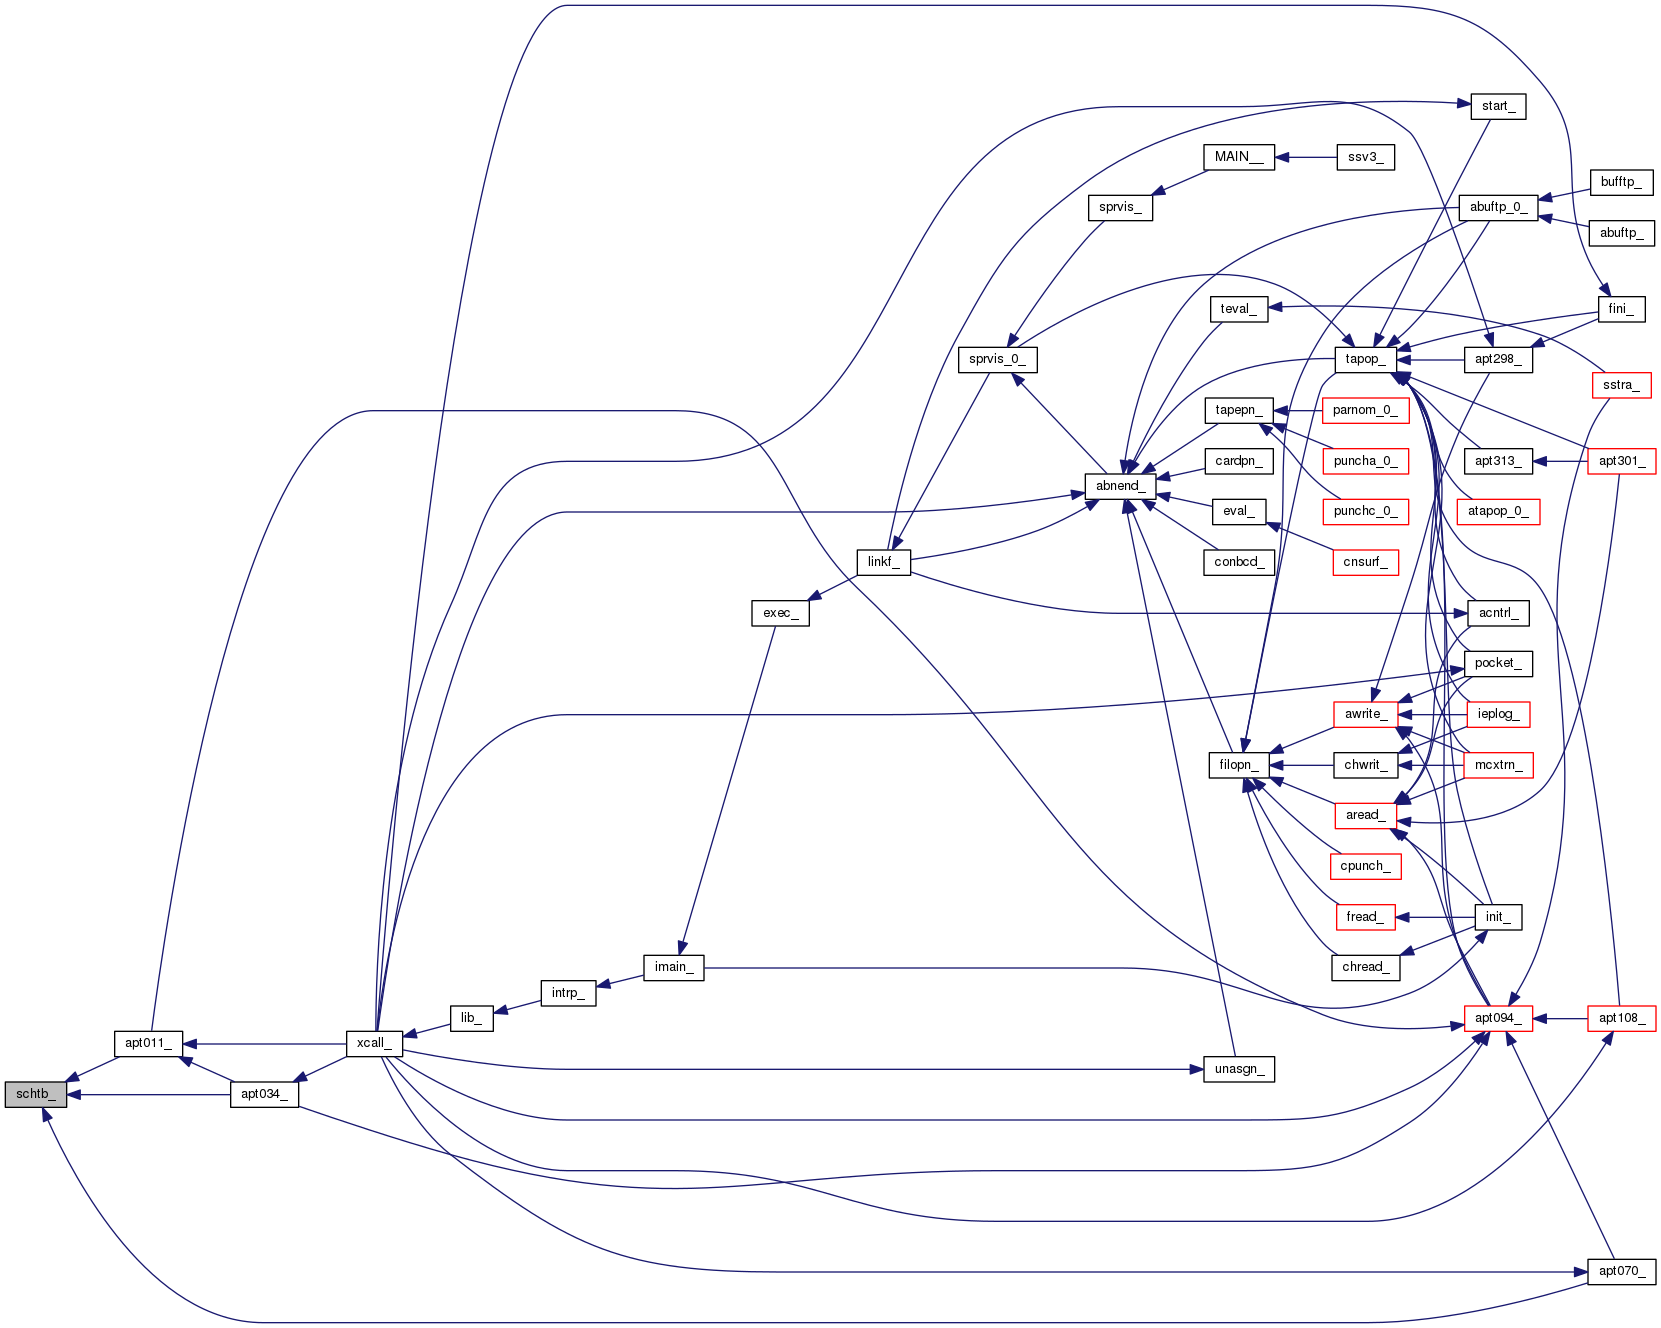 start_
MAIN__
ssv3_
bufftp_
sprvis_
abuftp_0_
abuftp_
teval_
fini_
sprvis_0_
tapop_
apt298_
sstra_
tapepn_
parnom_0_
cardpn_
puncha_0_
apt313_
apt301_
abnend_
eval_
punchc_0_
atapop_0_
linkf_
conbcd_
cnsurf_
exec_
acntrl_
pocket_
awrite_
ieplog_
filopn_
chwrit_
mcxtrn_
aread_
cpunch_
fread_
init_
imain_
chread_
intrp_
lib_
apt094_
apt108_
apt011_
xcall_
unasgn_
schtb_
apt034_
apt070_